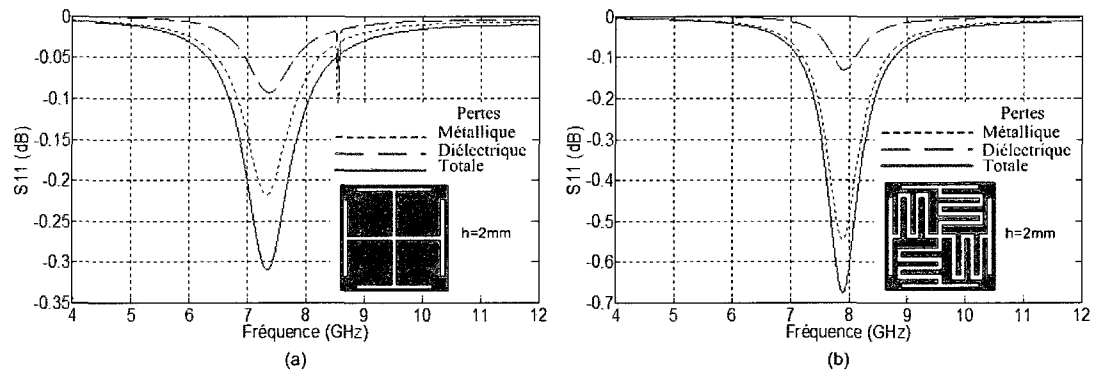 0
-0.05
-0.1
-0.15
-0.2
-0.25
-0.3
-0.35
S11 (dB)
Pertes
Métallique
Diélectrique
Totale
h=2mm
4 5 6 7 8 9 10 11 12
Fréquence (GHz)
(a)
0
-0.1
-0.2
-0.3
-0.4
-0.5
-0.6
-0.7
S11 (dB)
Pertes
Métallique
Diélectrique
Totale
h=2mm
4 5 6 7 8 9 10 11 12
Fréquence (GHz)
(b)